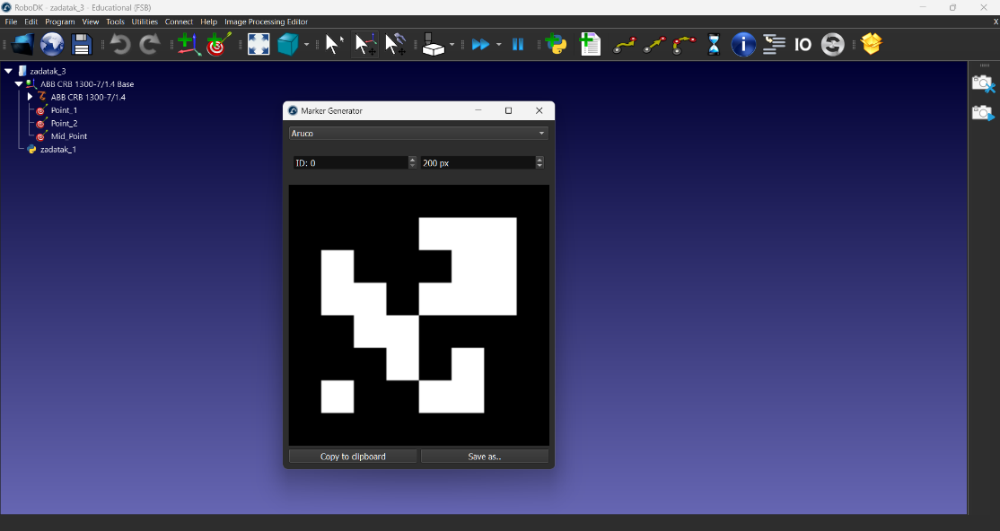 RoboDK - zadatak_3 - Educational (FSB)
File Edit Program View Tools Utilities Connect Help Image Processing Editor X
IO
zadatak_3
ABB CRB 1300-7/1.4 Base
ABB CRB 1300-7/1.4
Point_1
Point_2
Mid_Point
zadatak_1
Marker Generator
Aruco
ID: 0 200 px
Copy to clipboard Save as..